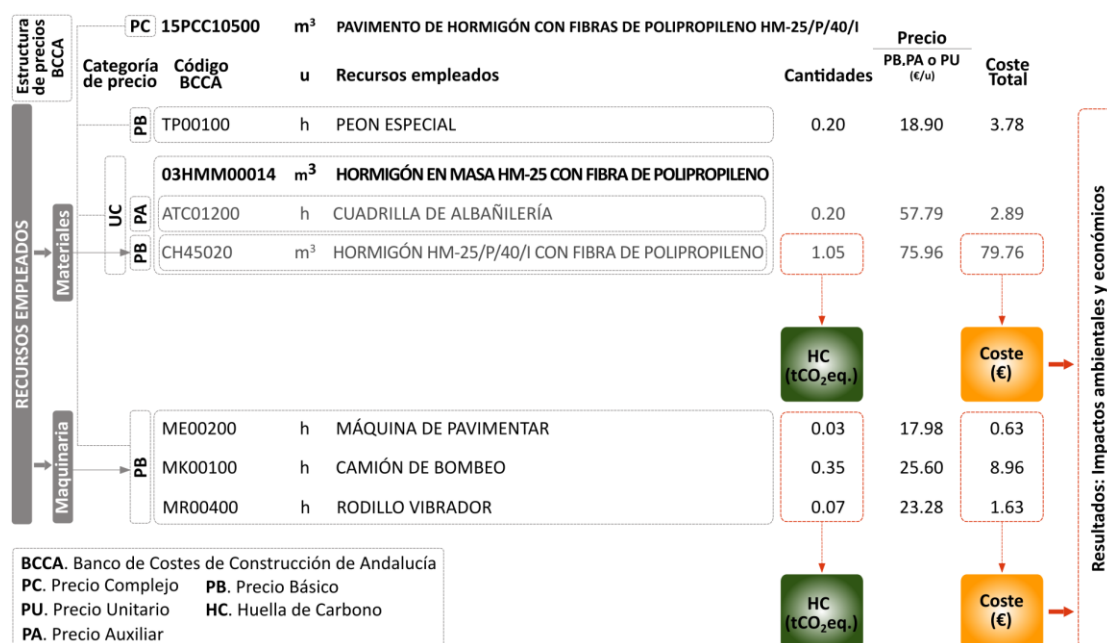 Estructura de precios BCCA
PC 15PCC10500 m³ PAVIMENTO DE HORMIGÓN CON FIBRAS DE POLIPROPILENO HM-25/P/40/I
Precio
Categoría de precio Código BCCA u Recursos empleados Cantidades PB.PA o PU (€/u) Coste Total
RECURSOS EMPLEADOS
PB TP00100 h PEON ESPECIAL 0.20 18.90 3.78
Materiales
UC
03HMM00014 m³ HORMIGÓN EN MASA HM-25 CON FIBRA DE POLIPROPILENO
PA ATC01200 h CUADRILLA DE ALBAÑILERÍA 0.20 57.79 2.89
PB CH45020 m³ HORMIGÓN HM-25/P/40/I CON FIBRA DE POLIPROPILENO 1.05 75.96 79.76
HC (tCO₂eq.) Coste (€)
Maquinaria
PB
ME00200 h MÁQUINA DE PAVIMENTAR 0.03 17.98 0.63
MK00100 h CAMIÓN DE BOMBEO 0.35 25.60 8.96
MR00400 h RODILLO VIBRADOR 0.07 23.28 1.63
HC (tCO₂eq.) Coste (€)
Resultados: Impactos ambientales y económicos
BCCA. Banco de Costes de Construcción de Andalucía
PC. Precio Complejo PB. Precio Básico
PU. Precio Unitario HC. Huella de Carbono
PA. Precio Auxiliar